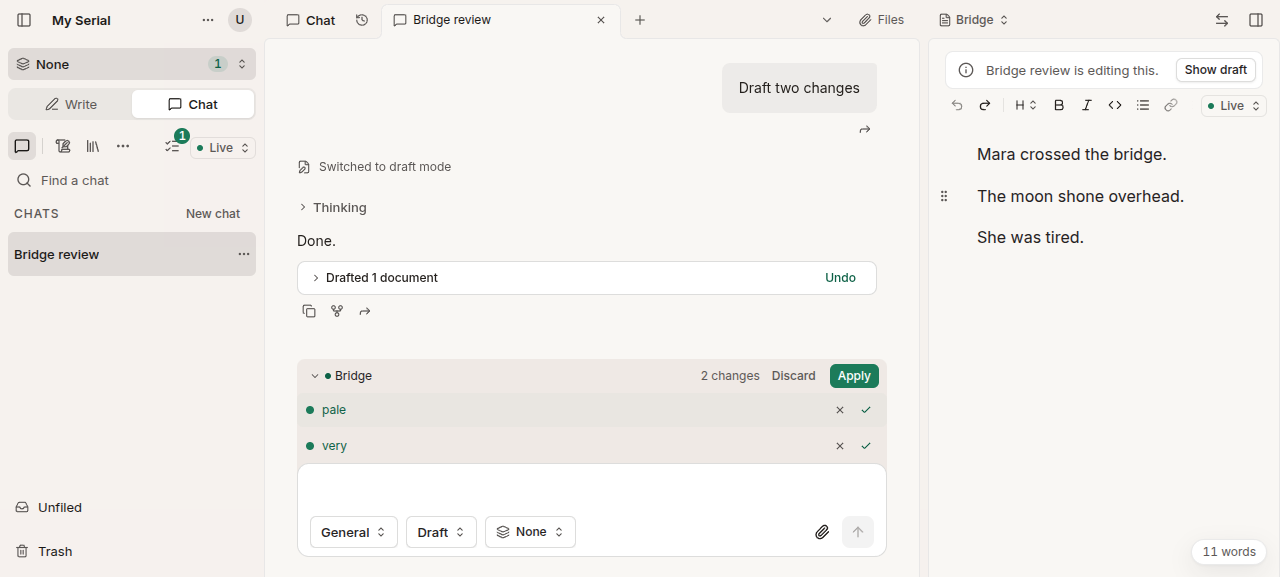 My Serial
U
Chat
Bridge review
Files
Bridge
None
1
Write
Chat
1
Live
Find a chat
CHATS
New chat
Bridge review
Unfiled
Trash
Draft two changes
Switched to draft mode
Thinking
Done.
Drafted 1 document
Undo
Bridge
2 changes
Discard
Apply
pale
very
General
Draft
None
Bridge review is editing this.
Show draft
H
B
I
Live
Mara crossed the bridge.
The moon shone overhead.
She was tired.
11 words